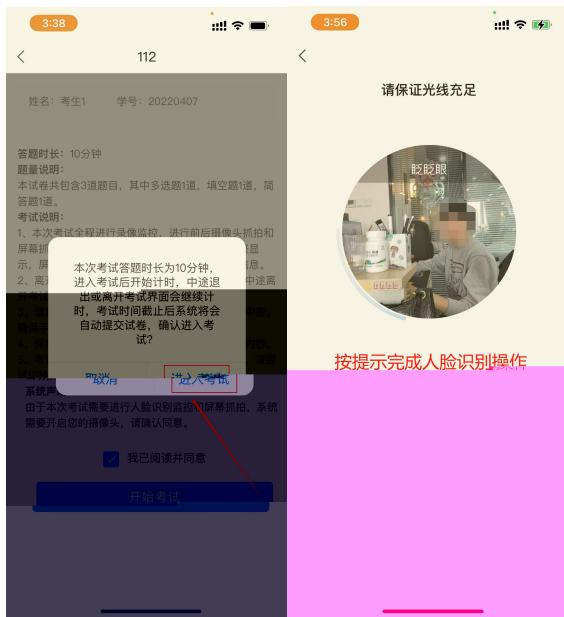 3:38
112
姓名：考生1 学号：20220407
答题时长：10分钟
题量说明：
本试卷共包含3道题目，其中多选题1道，填空题1道，简
答题1道。
考试说明：
1、本次考试全程进行录像监控，进行前后摄像头抓拍和
屏幕抓
示，屏
2、离开
中途离
本次考试答题时长为10分钟，
进入考试后开始计时，中途退
出或离开考试界面会继续计
时，考试时间截止后系统将会
自动提交试卷，确认进入考
试？
取消 进入考试
系统声
由于本次考试需要进行人脸识别监控和屏幕抓拍，系统
需要开启您的摄像头，请确认同意。
我已阅读并同意
开始考试
3:56
请保证光线充足
眨眨眼
按提示完成人脸识别操作